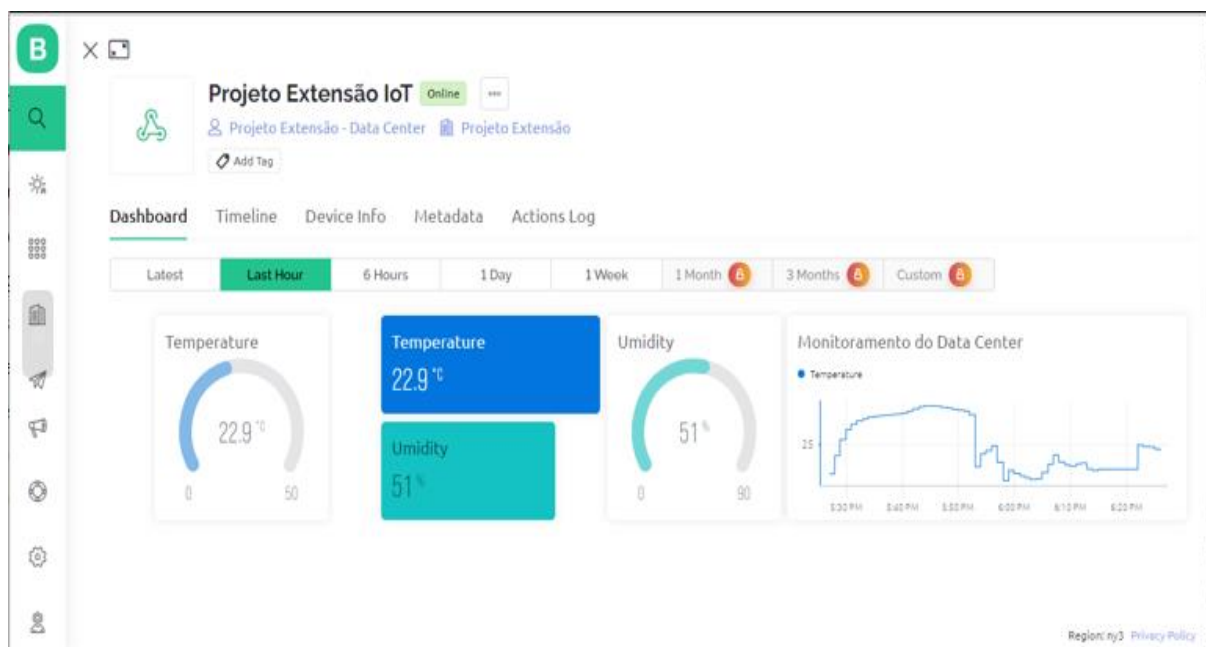 B
Projeto Extensão IoT Online
Projeto Extensão - Data Center Projeto Extensão
Add Tag
Dashboard Timeline Device Info Metadata Actions Log
Latest Last Hour 6 Hours 1 Day 1 Week 1 Month 3 Months Custom
Temperature
22.9 °C
0 50
Temperature
22.9 °C
Umidity
51 %
Umidity
51 %
0 90
Monitoramento do Data Center
Temperature
25
5:30 PM 5:40 PM 5:50 PM 6:00 PM 6:10 PM 6:20 PM
Region: ny3 Privacy Policy